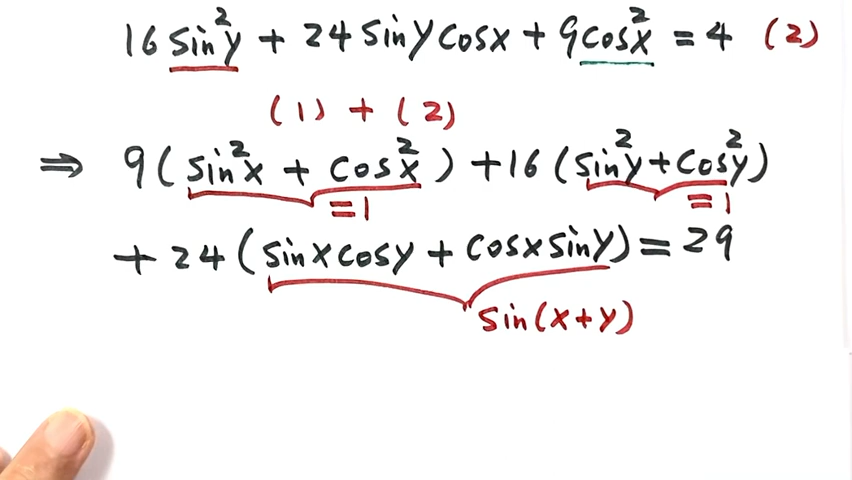 16 sin²y + 24 sin y cos x + 9 cos²x = 4 (2)
(1) + (2)
⇒ 9 ( sin²x + cos²x ) + 16 ( sin²y + cos²y )
=1 =1
+ 24 ( sin x cos y + cos x sin y ) = 29
sin(x+y)